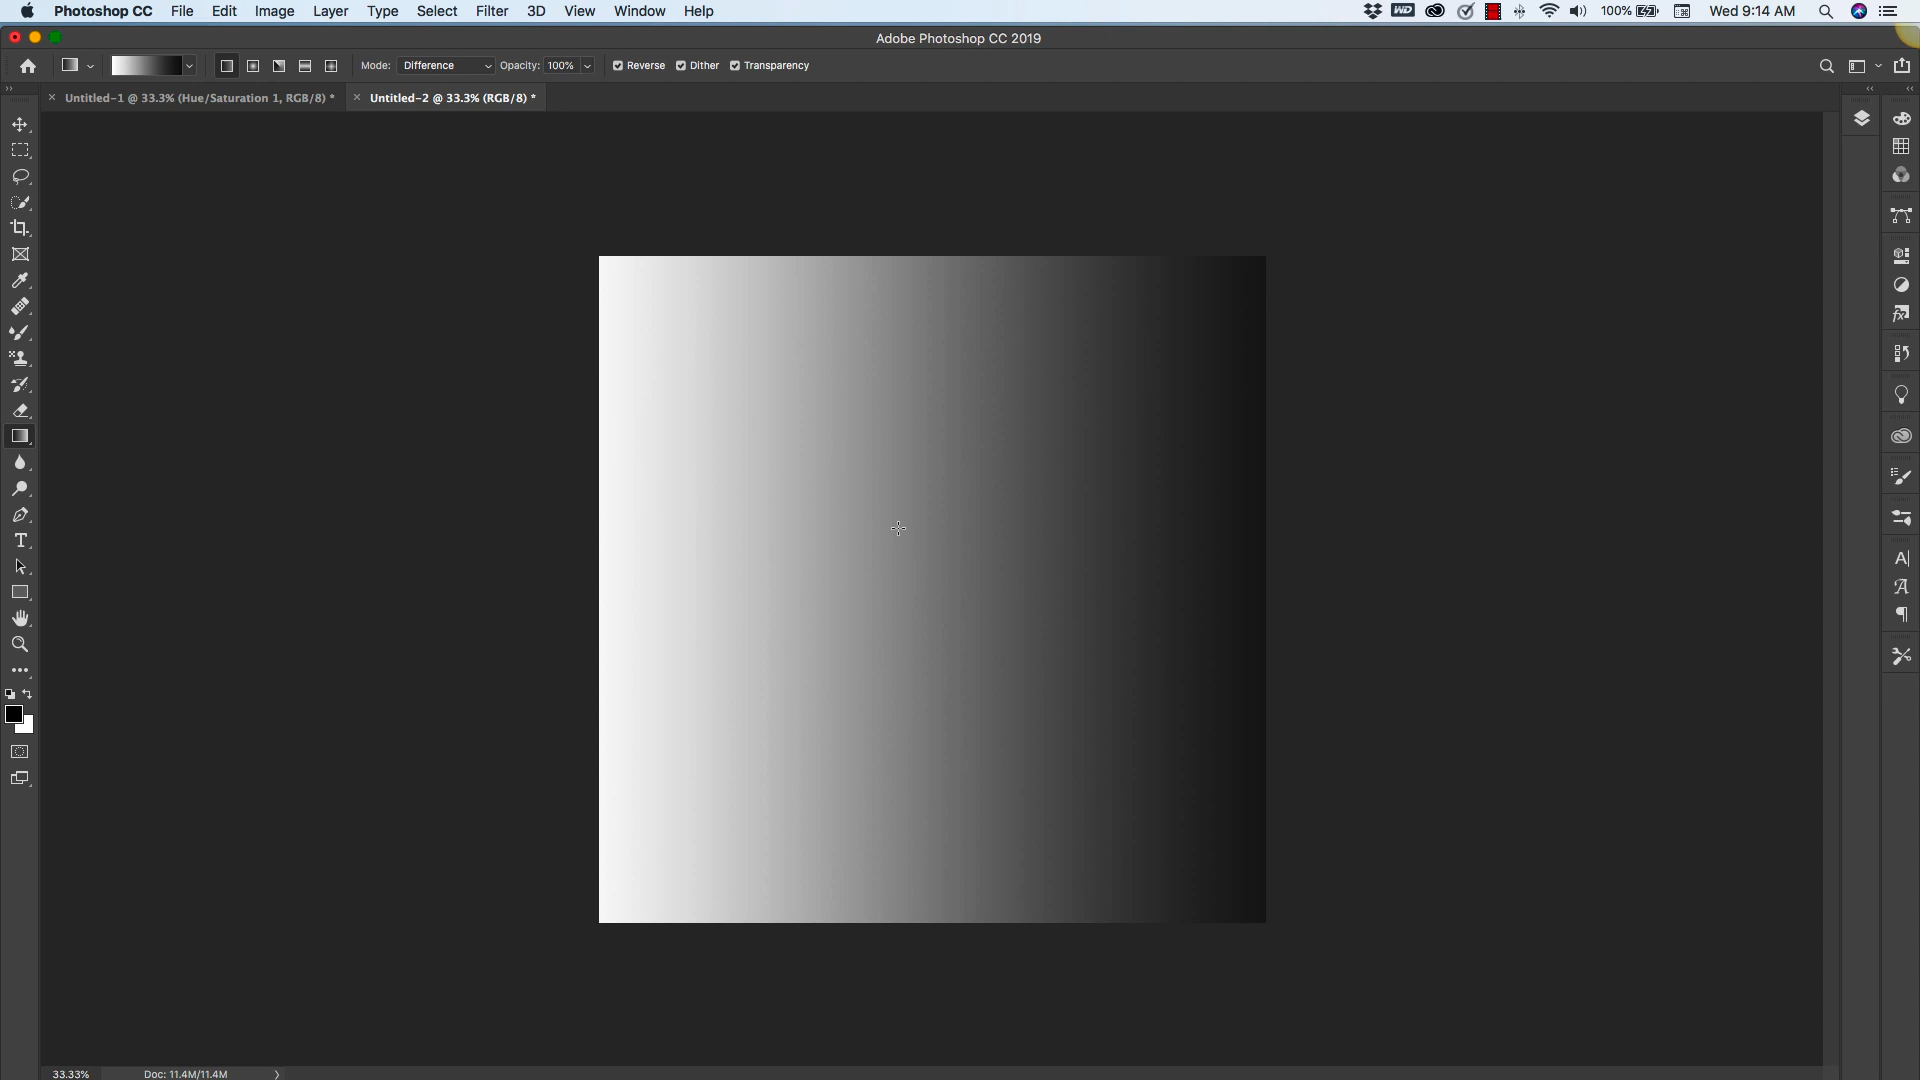 Photoshop CC File Edit Image Layer Type Select Filter 3D View Window Help WD 100% Wed 9:14 AM
Adobe Photoshop CC 2019
Mode: Difference Opacity: 100% Reverse Dither Transparency
Untitled-1 @ 33.3% (Hue/Saturation 1, RGB/8) * Untitled-2 @ 33.3% (RGB/8) *
33.33% Doc: 11.4M/11.4M